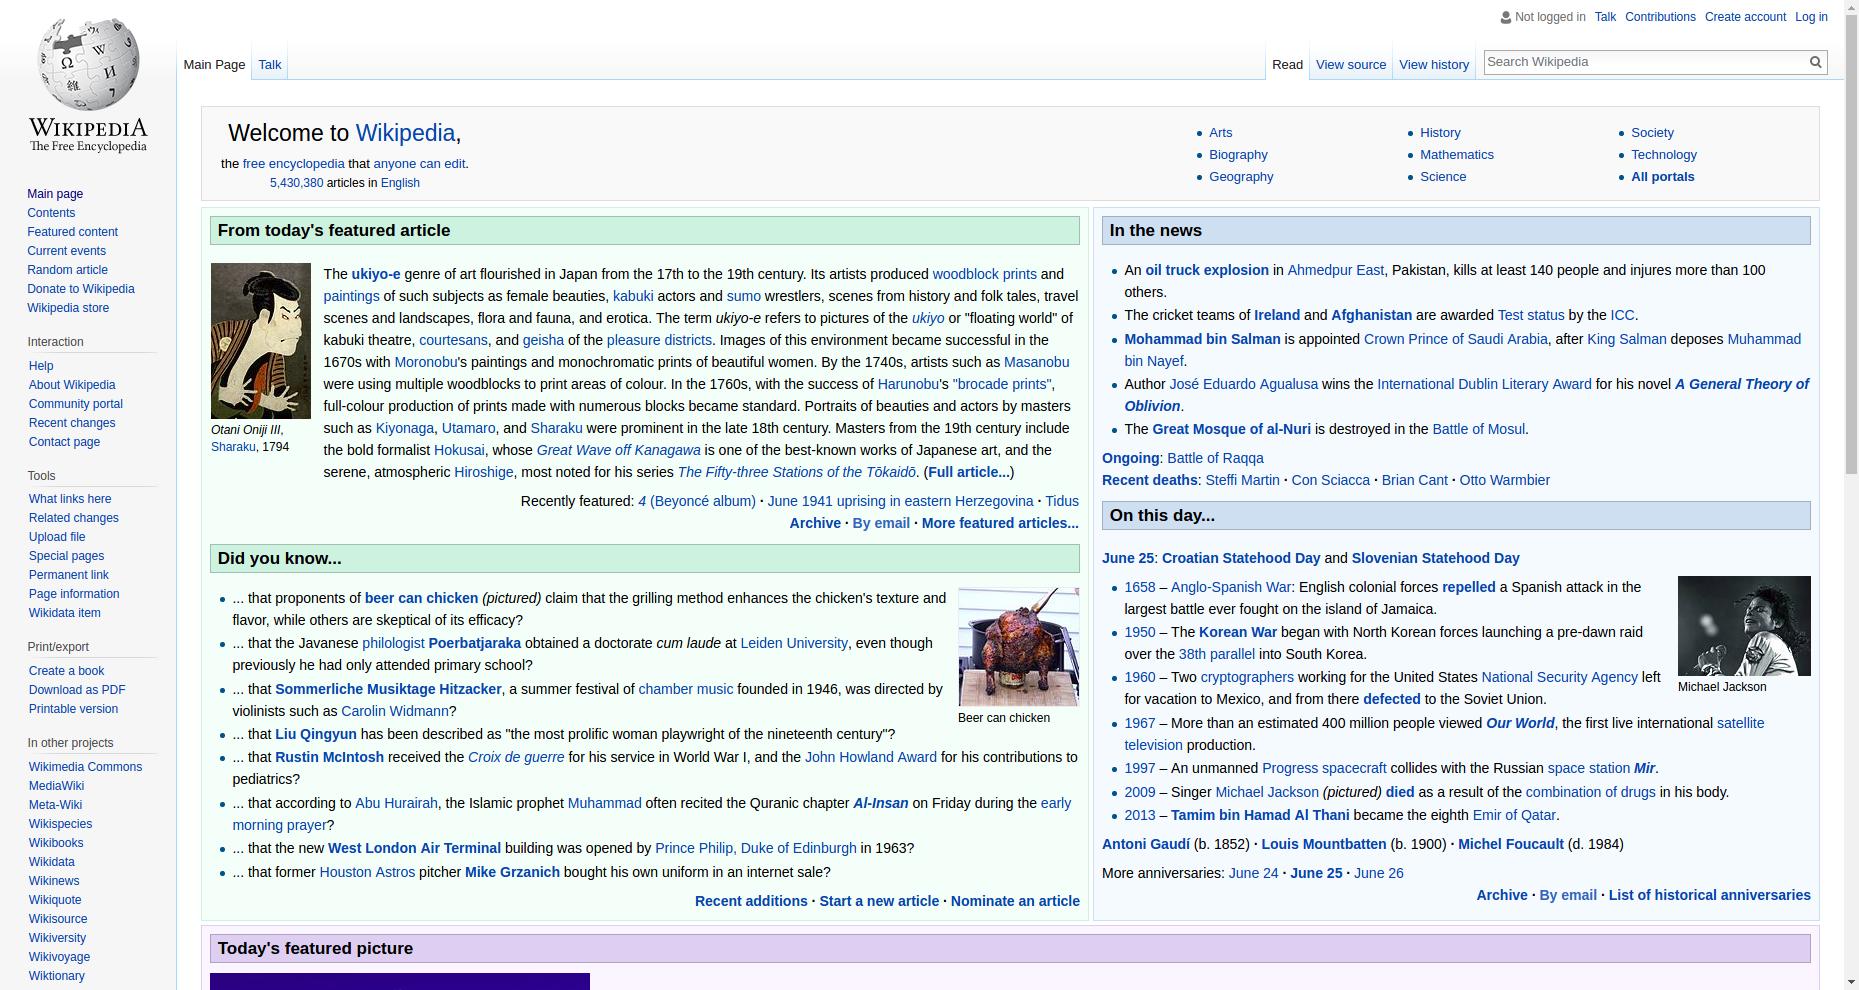 Not logged in Talk Contributions Create account Log in
Main Page Talk
Read View source View history Search Wikipedia
WIKIPEDIA
The Free Encyclopedia
Main page
Contents
Featured content
Current events
Random article
Donate to Wikipedia
Wikipedia store
Interaction
Help
About Wikipedia
Community portal
Recent changes
Contact page
Tools
What links here
Related changes
Upload file
Special pages
Permanent link
Page information
Wikidata item
Print/export
Create a book
Download as PDF
Printable version
In other projects
Wikimedia Commons
MediaWiki
Meta-Wiki
Wikispecies
Wikibooks
Wikidata
Wikinews
Wikiquote
Wikisource
Wikiversity
Wikivoyage
Wiktionary
Welcome to Wikipedia,
the free encyclopedia that anyone can edit.
5,430,380 articles in English
Arts
Biography
Geography
History
Mathematics
Science
Society
Technology
All portals
From today's featured article
Otani Oniji III,
Sharaku, 1794
The ukiyo-e genre of art flourished in Japan from the 17th to the 19th century. Its artists produced woodblock prints and
paintings of such subjects as female beauties, kabuki actors and sumo wrestlers, scenes from history and folk tales, travel
scenes and landscapes, flora and fauna, and erotica. The term ukiyo-e refers to pictures of the ukiyo or "floating world" of
kabuki theatre, courtesans, and geisha of the pleasure districts. Images of this environment became successful in the
1670s with Moronobu's paintings and monochromatic prints of beautiful women. By the 1740s, artists such as Masanobu
were using multiple woodblocks to print areas of colour. In the 1760s, with the success of Harunobu's "brocade prints",
full-colour production of prints made with numerous blocks became standard. Portraits of beauties and actors by masters
such as Kiyonaga, Utamaro, and Sharaku were prominent in the late 18th century. Masters from the 19th century include
the bold formalist Hokusai, whose Great Wave off Kanagawa is one of the best-known works of Japanese art, and the
serene, atmospheric Hiroshige, most noted for his series The Fifty-three Stations of the Tōkaidō. (Full article...)
Recently featured: 4 (Beyoncé album) · June 1941 uprising in eastern Herzegovina · Tidus
Archive · By email · More featured articles...
Did you know...
... that proponents of beer can chicken (pictured) claim that the grilling method enhances the chicken's texture and
flavor, while others are skeptical of its efficacy?
... that the Javanese philologist Poerbatjaraka obtained a doctorate cum laude at Leiden University, even though
previously he had only attended primary school?
... that Sommerliche Musiktage Hitzacker, a summer festival of chamber music founded in 1946, was directed by
violinists such as Carolin Widmann?
... that Liu Qingyun has been described as "the most prolific woman playwright of the nineteenth century"?
... that Rustin McIntosh received the Croix de guerre for his service in World War I, and the John Howland Award for his contributions to
pediatrics?
... that according to Abu Hurairah, the Islamic prophet Muhammad often recited the Quranic chapter Al-Insan on Friday during the early
morning prayer?
... that the new West London Air Terminal building was opened by Prince Philip, Duke of Edinburgh in 1963?
... that former Houston Astros pitcher Mike Grzanich bought his own uniform in an internet sale?
Beer can chicken
Recent additions · Start a new article · Nominate an article
In the news
An oil truck explosion in Ahmedpur East, Pakistan, kills at least 140 people and injures more than 100
others.
The cricket teams of Ireland and Afghanistan are awarded Test status by the ICC.
Mohammad bin Salman is appointed Crown Prince of Saudi Arabia, after King Salman deposes Muhammad
bin Nayef.
Author José Eduardo Agualusa wins the International Dublin Literary Award for his novel A General Theory of
Oblivion.
The Great Mosque of al-Nuri is destroyed in the Battle of Mosul.
Ongoing: Battle of Raqqa
Recent deaths: Steffi Martin · Con Sciacca · Brian Cant · Otto Warmbier
On this day...
June 25: Croatian Statehood Day and Slovenian Statehood Day
1658 – Anglo-Spanish War: English colonial forces repelled a Spanish attack in the
largest battle ever fought on the island of Jamaica.
1950 – The Korean War began with North Korean forces launching a pre-dawn raid
over the 38th parallel into South Korea.
1960 – Two cryptographers working for the United States National Security Agency left
for vacation to Mexico, and from there defected to the Soviet Union.
1967 – More than an estimated 400 million people viewed Our World, the first live international satellite
television production.
1997 – An unmanned Progress spacecraft collides with the Russian space station Mir.
2009 – Singer Michael Jackson (pictured) died as a result of the combination of drugs in his body.
2013 – Tamim bin Hamad Al Thani became the eighth Emir of Qatar.
Michael Jackson
Antoni Gaudí (b. 1852) · Louis Mountbatten (b. 1900) · Michel Foucault (d. 1984)
More anniversaries: June 24 · June 25 · June 26
Archive · By email · List of historical anniversaries
Today's featured picture